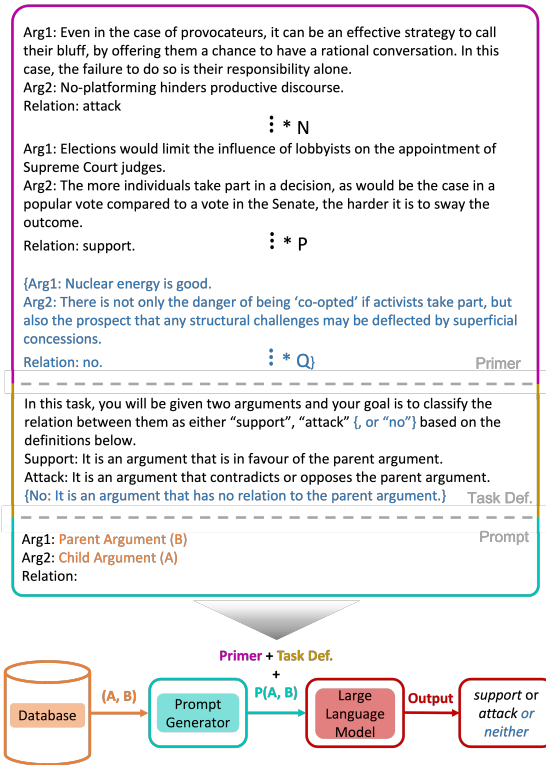 Arg1: Even in the case of provocateurs, it can be an effective strategy to call
their bluff, by offering them a chance to have a rational conversation. In this
case, the failure to do so is their responsibility alone.
Arg2: No-platforming hinders productive discourse.
Relation: attack
⋮ * N
Arg1: Elections would limit the influence of lobbyists on the appointment of
Supreme Court judges.
Arg2: The more individuals take part in a decision, as would be the case in a
popular vote compared to a vote in the Senate, the harder it is to sway the
outcome.
Relation: support. ⋮ * P
{Arg1: Nuclear energy is good.
Arg2: There is not only the danger of being ‘co-opted’ if activists take part, but
also the prospect that any structural challenges may be deflected by superficial
concessions.
Relation: no. ⋮ * Q}
Primer
In this task, you will be given two arguments and your goal is to classify the
relation between them as either “support”, “attack” {, or “no”} based on the
definitions below.
Support: It is an argument that is in favour of the parent argument.
Attack: It is an argument that contradicts or opposes the parent argument.
{No: It is an argument that has no relation to the parent argument.}
Task Def.
Prompt
Arg1: Parent Argument (B)
Arg2: Child Argument (A)
Relation:
Primer + Task Def.
+
(A, B)
P(A, B)
Output
Database
Prompt
Generator
Large
Language
Model
support or
attack or
neither